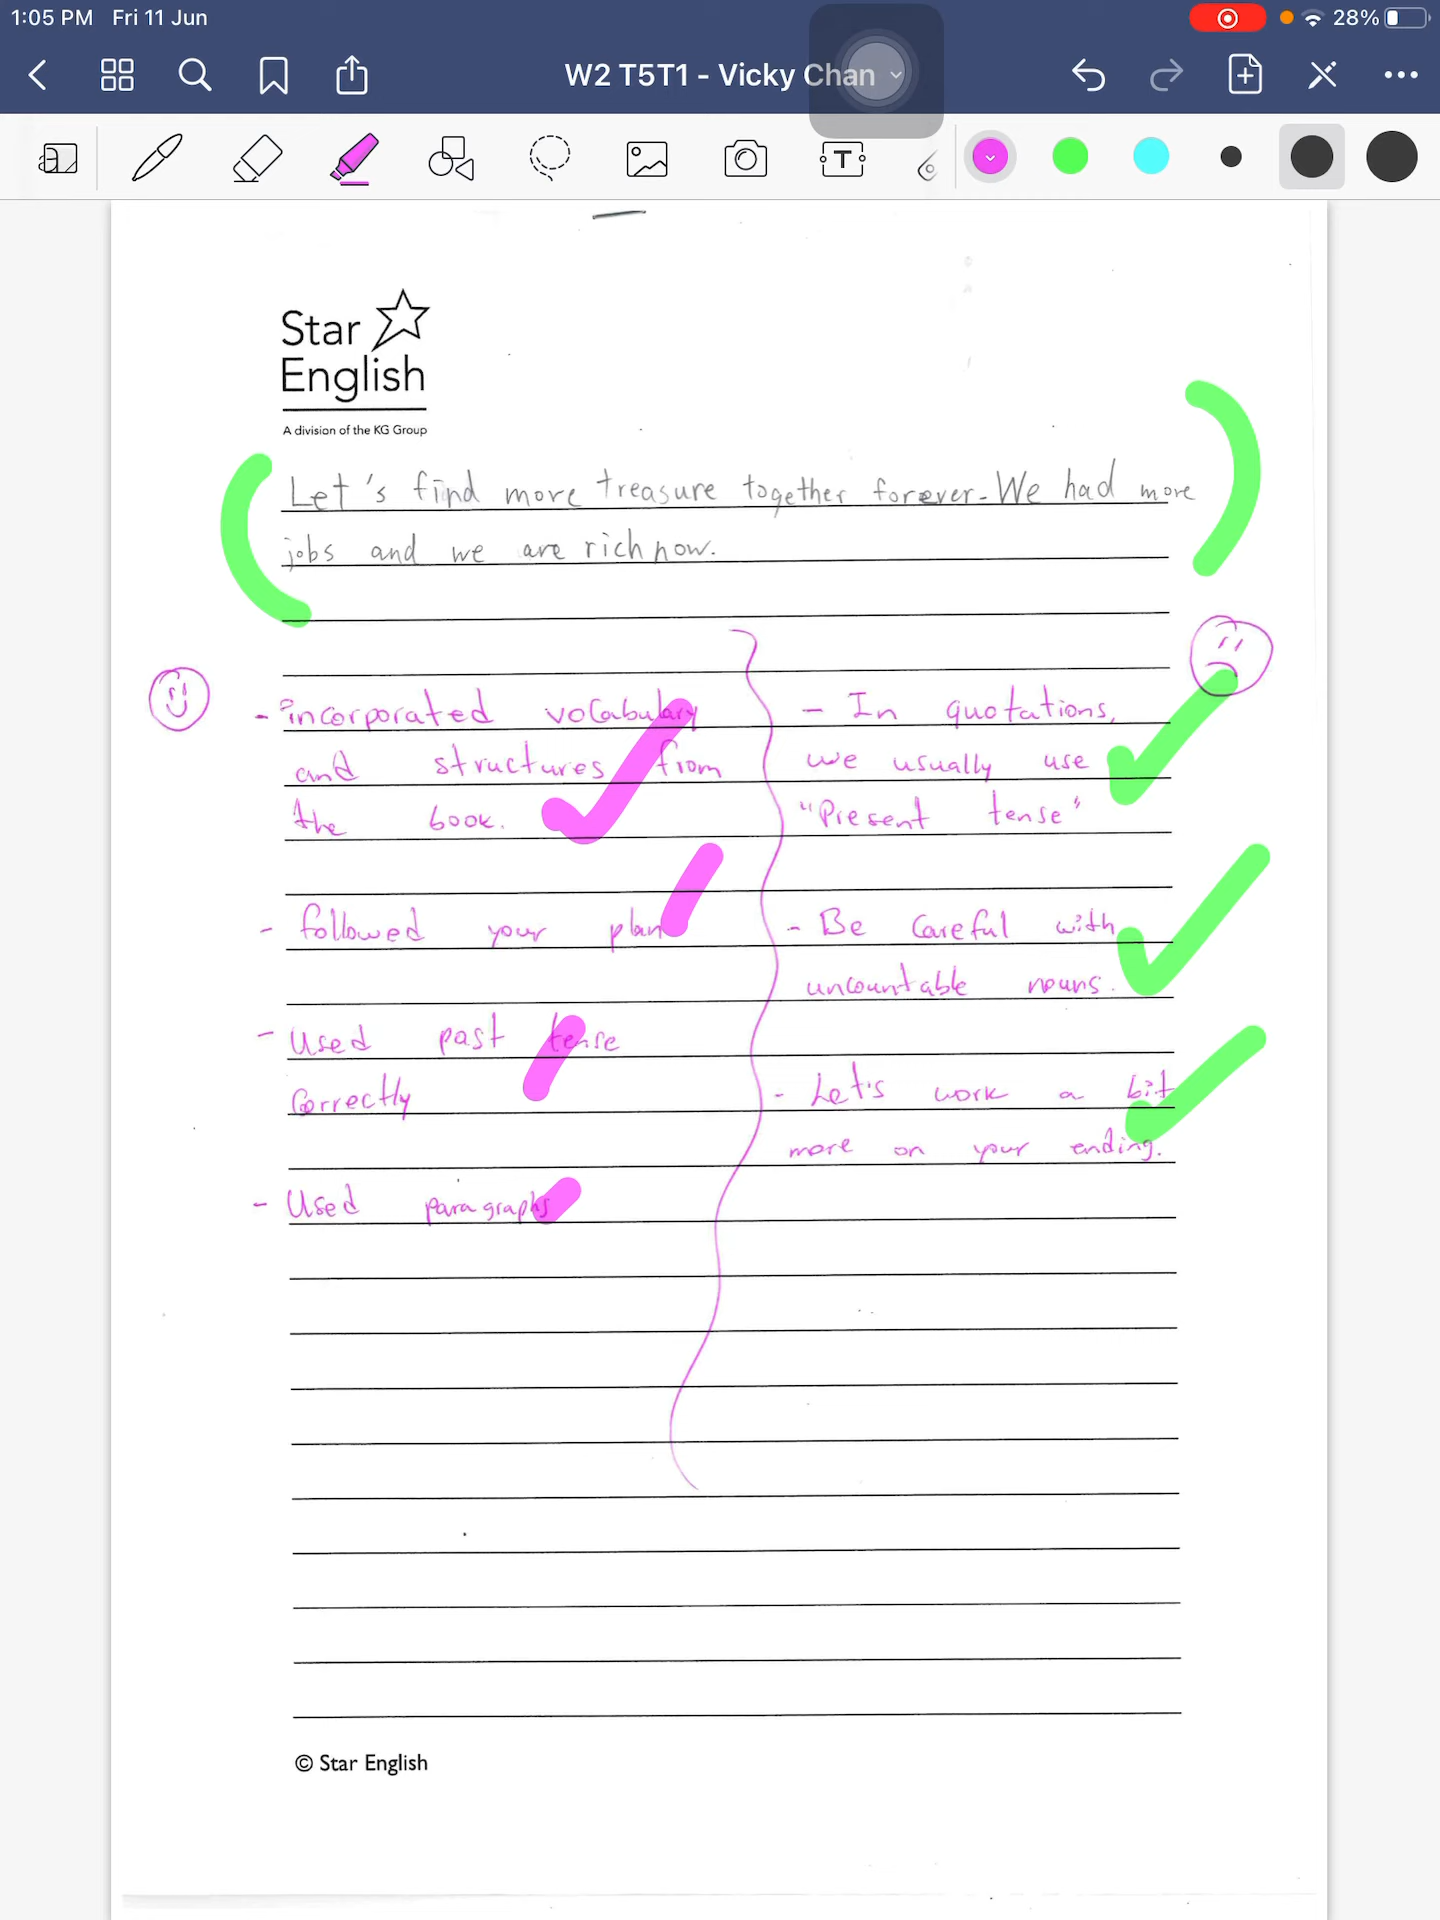 1:05 PM Fri 11 Jun
28%
W2 T5T1 - Vicky Chan
T
Star
English
A division of the KG Group
Let's find more treasure together forever. We had more
jobs and we are rich now.
- incorporated vocabulary
and structures from
the book.
- followed your plan
- Used past tense
correctly
- Used paragraphs
- In quotations,
we usually use
"Present tense"
- Be careful with
uncountable nouns.
- Let's work a bit
more on your ending.
© Star English